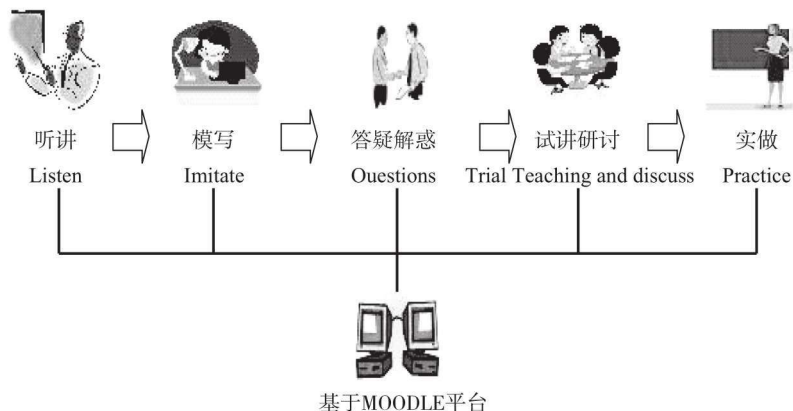 听讲
模写
答疑解惑
试讲研讨
实做
Listen
Imitate
Ouestions
Trial Teaching and discuss
Practice
基于MOODLE平台